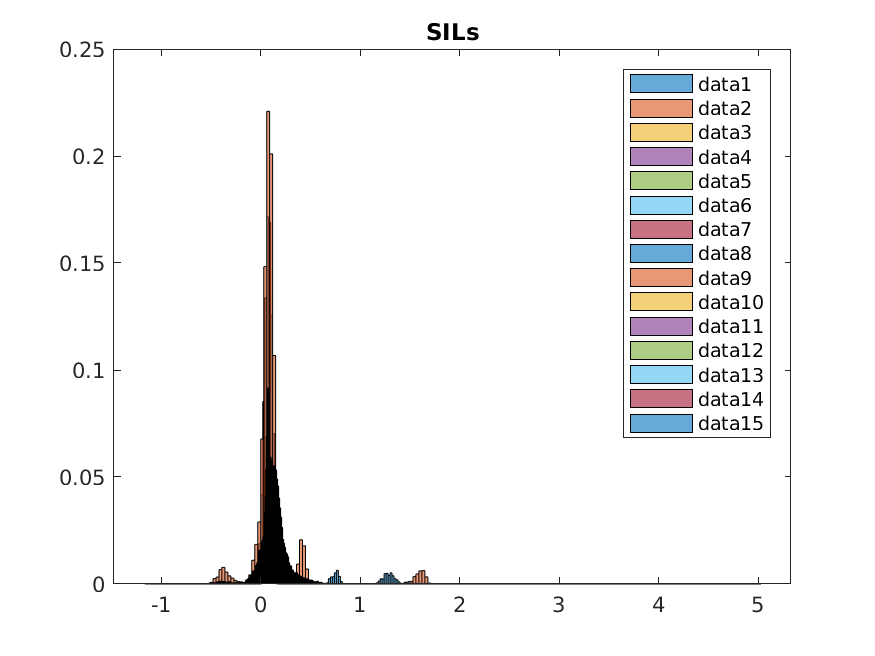 SILs
0.25
0.2
0.15
0.1
0.05
0
-1
0
1
2
3
4
5
data1
data2
data3
data4
data5
data6
data7
data8
data9
data10
data11
data12
data13
data14
data15